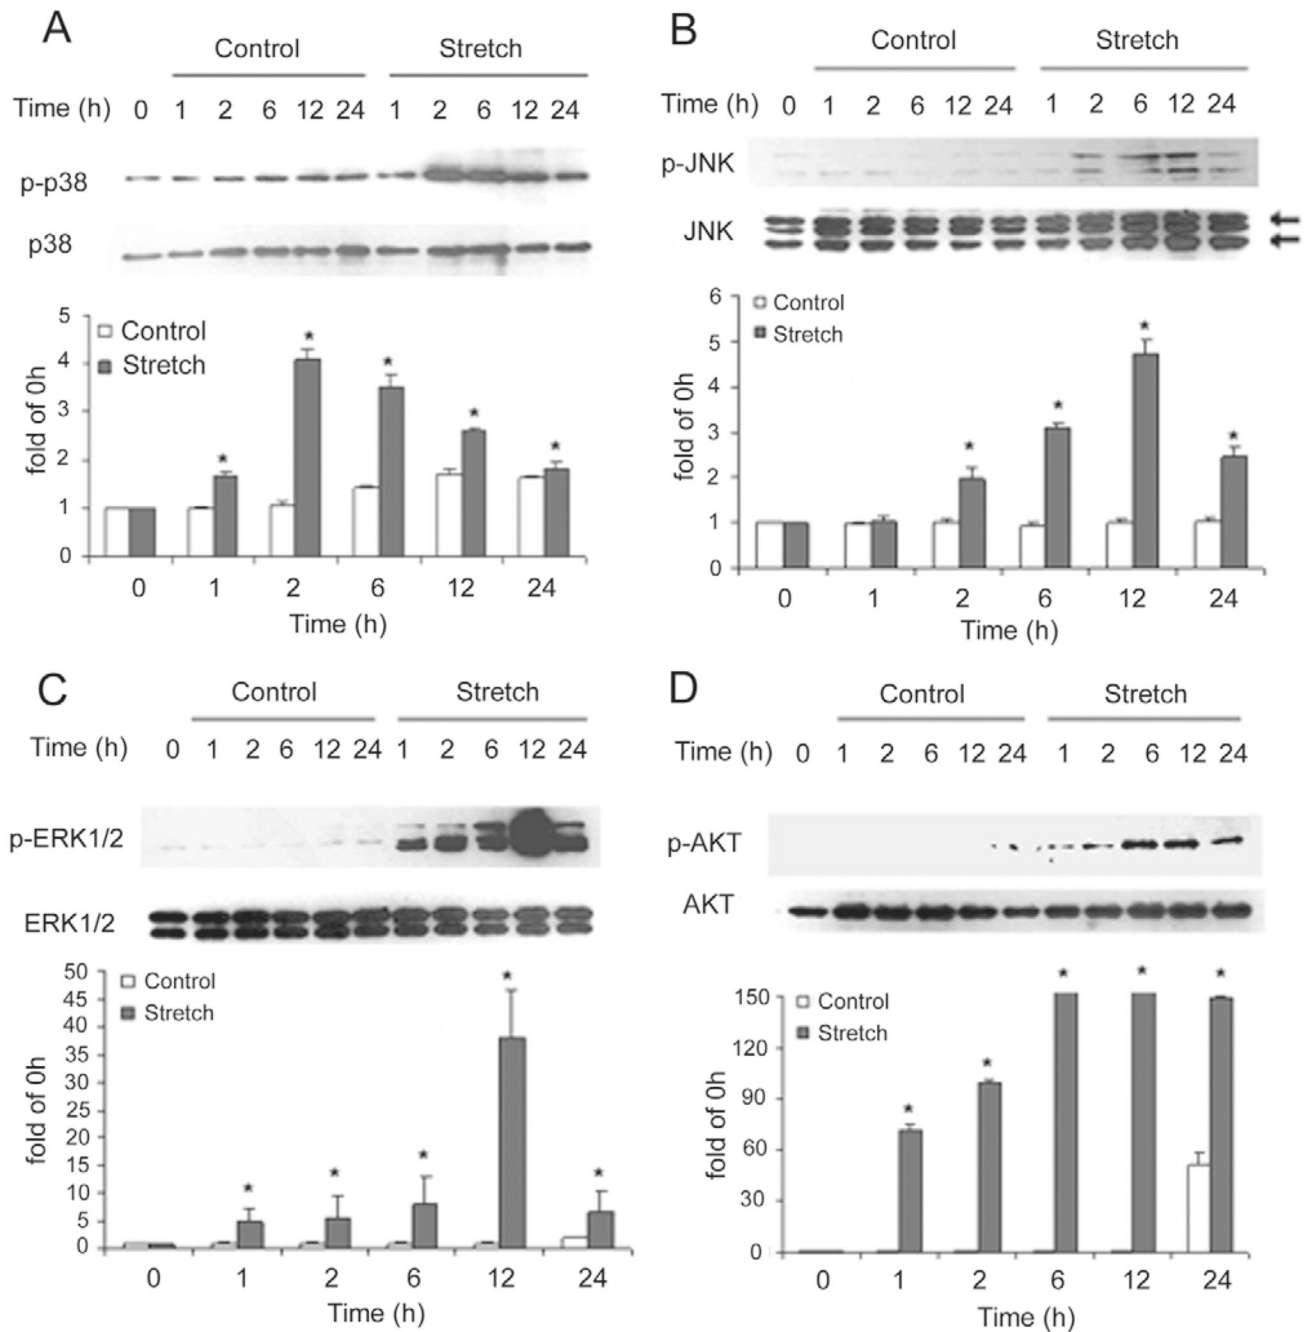 A
Control Stretch
Time (h) 0 1 2 6 12 24 1 2 6 12 24
p-p38
p38
5
4
3
2
1
0
fold of 0h
Control
Stretch
*
*
*
*
*
0 1 2 6 12 24
Time (h)
B
Control Stretch
Time (h) 0 1 2 6 12 24 1 2 6 12 24
p-JNK
JNK
6
5
4
3
2
1
0
fold of 0h
Control
Stretch
*
*
*
*
0 1 2 6 12 24
Time (h)
C
Control Stretch
Time (h) 0 1 2 6 12 24 1 2 6 12 24
p-ERK1/2
ERK1/2
50
45
40
35
30
25
20
15
10
5
0
fold of 0h
Control
Stretch
*
*
*
*
*
0 1 2 6 12 24
Time (h)
D
Control Stretch
Time (h) 0 1 2 6 12 24 1 2 6 12 24
p-AKT
AKT
150
120
90
60
30
0
fold of 0h
Control
Stretch
*
*
*
*
*
0 1 2 6 12 24
Time (h)